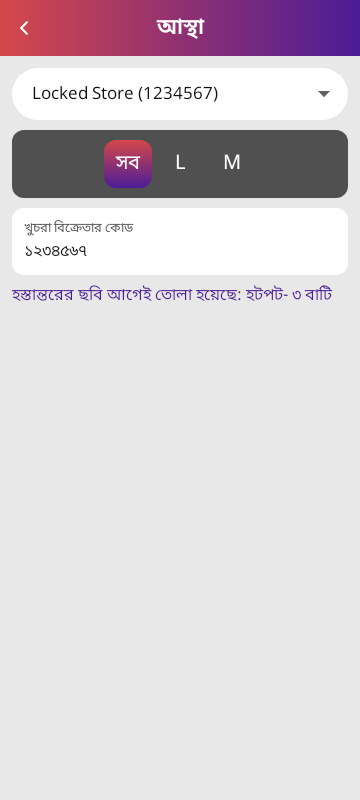 আস্থা
Locked Store (1234567)
সব L M
খুচরা বিক্রেতার কোড
১২৩৪৫৬৭
হস্তান্তরের ছবি আগেই তোলা হয়েছে: হটপট- ৩ বাটি